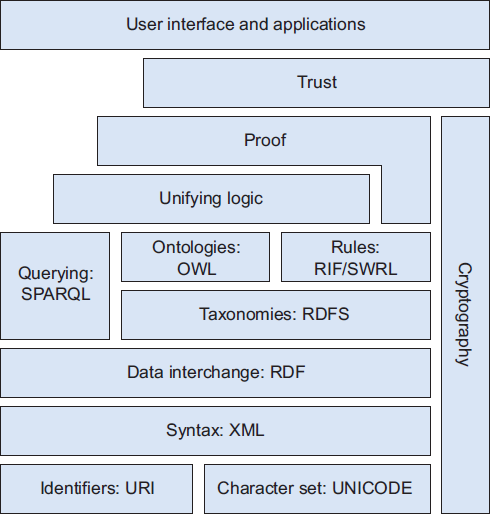 User interface and applications
Trust
Proof
Unifying logic
Querying:
SPARQL
Ontologies:
OWL
Rules:
RIF/SWRL
Taxonomies: RDFS
Data interchange: RDF
Syntax: XML
Identifiers: URI
Character set: UNICODE
Cryptography